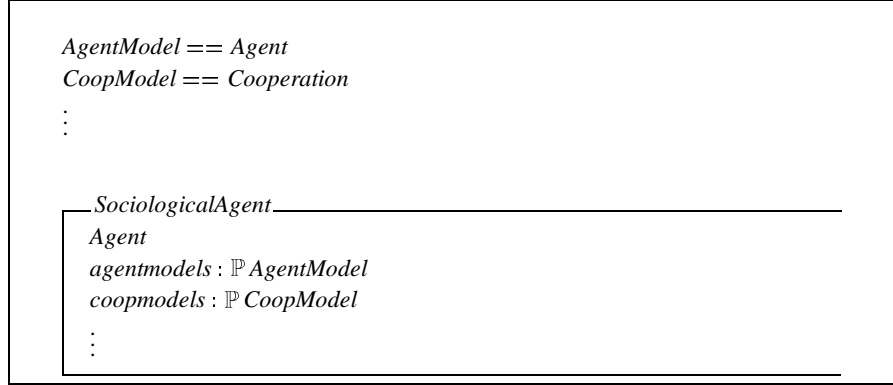 AgentModel == Agent
CoopModel == Cooperation
⋮
SociologicalAgent
Agent
agentmodels : ℙ AgentModel
coopmodels : ℙ CoopModel
⋮